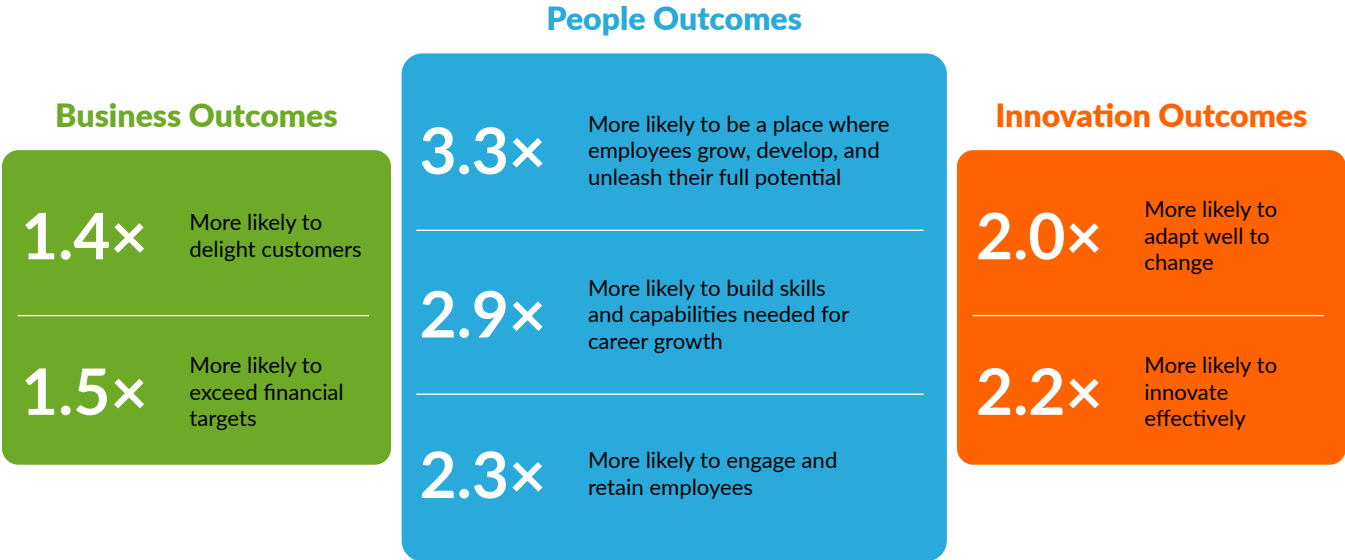 People Outcomes
Business Outcomes
Innovation Outcomes
1.4×
More likely to
delight customers
1.5×
More likely to
exceed financial
targets
3.3×
More likely to be a place where
employees grow, develop, and
unleash their full potential
2.9×
More likely to build skills
and capabilities needed for
career growth
2.3×
More likely to engage and
retain employees
2.0×
More likely to
adapt well to
change
2.2×
More likely to
innovate
effectively